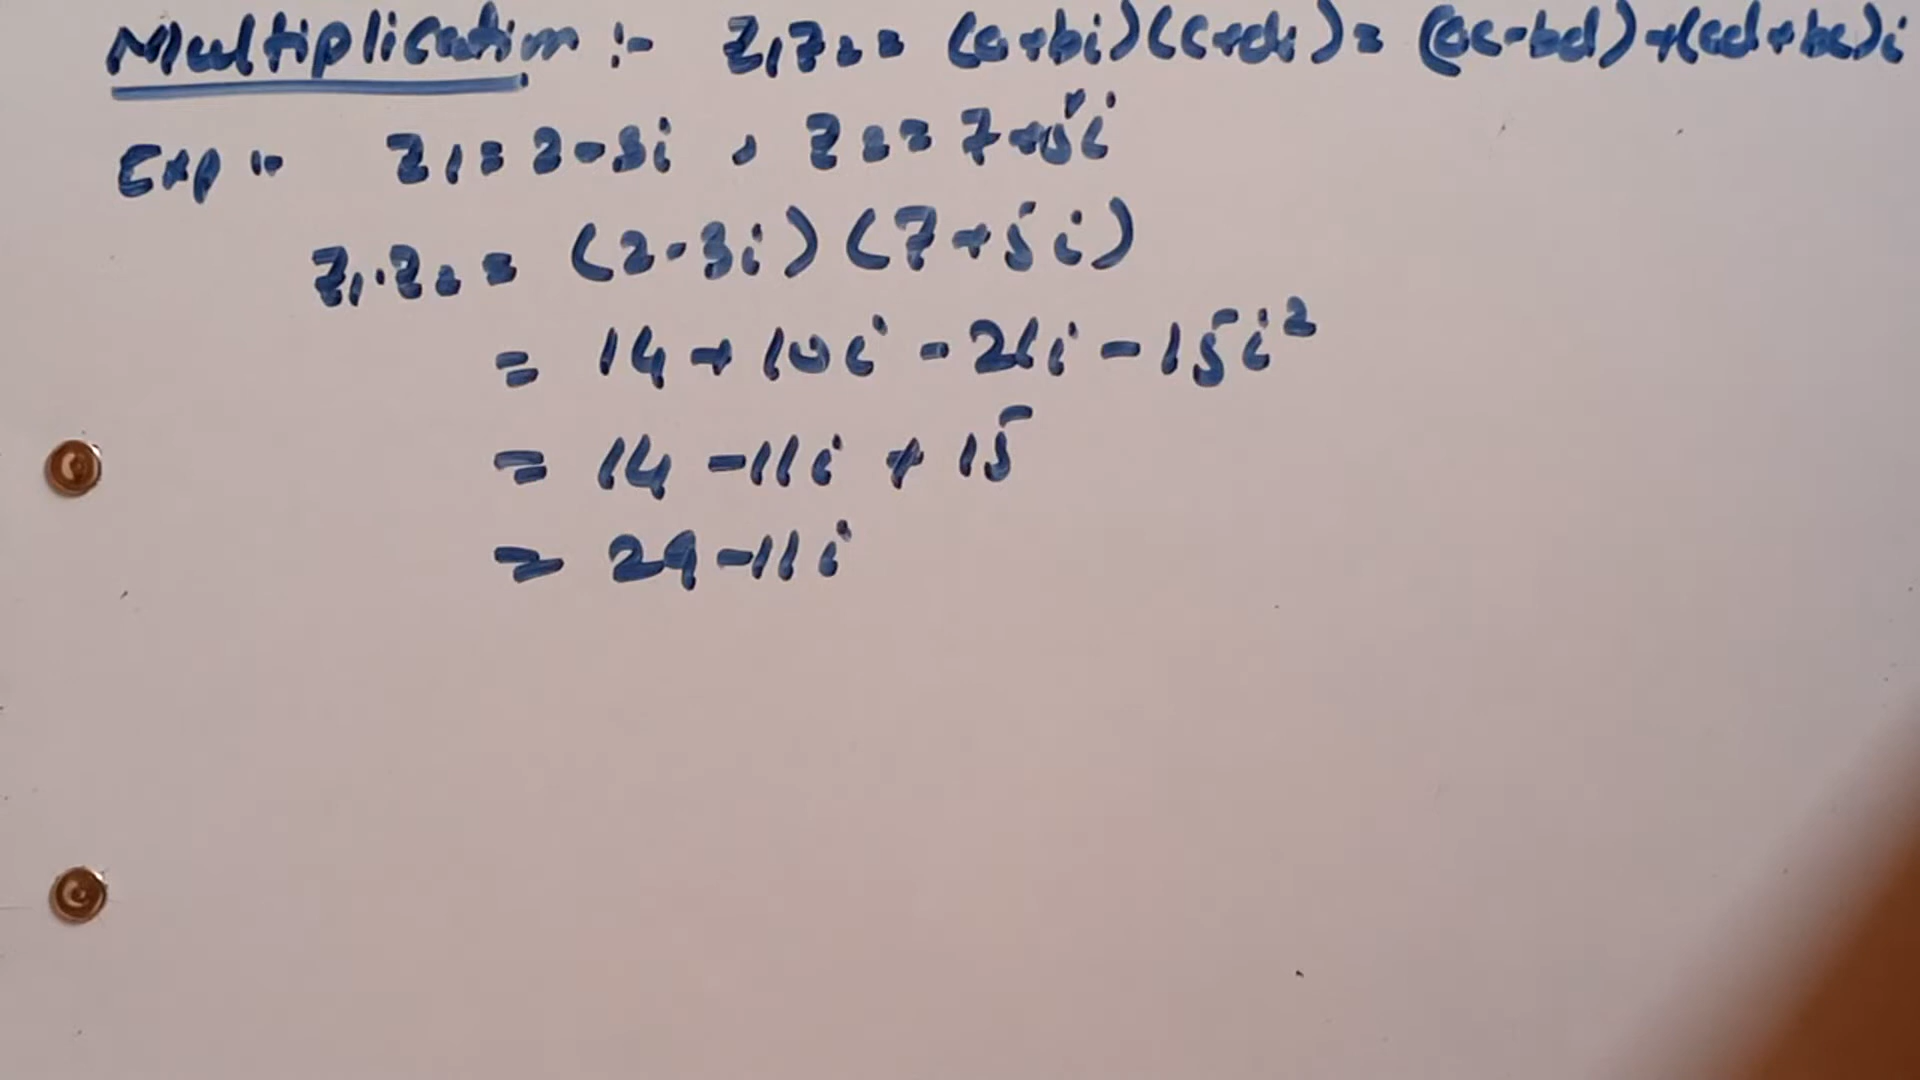 Multiplication :- z₁z₂ = (a+bi)(c+di) = (ac-bd)+(ad+bc)i
Exp :- z₁ = 2-3i , z₂ = 7+5i
z₁.z₂ = (2-3i)(7+5i)
= 14+10i-21i-15i²
= 14-11i+15
= 29-11i